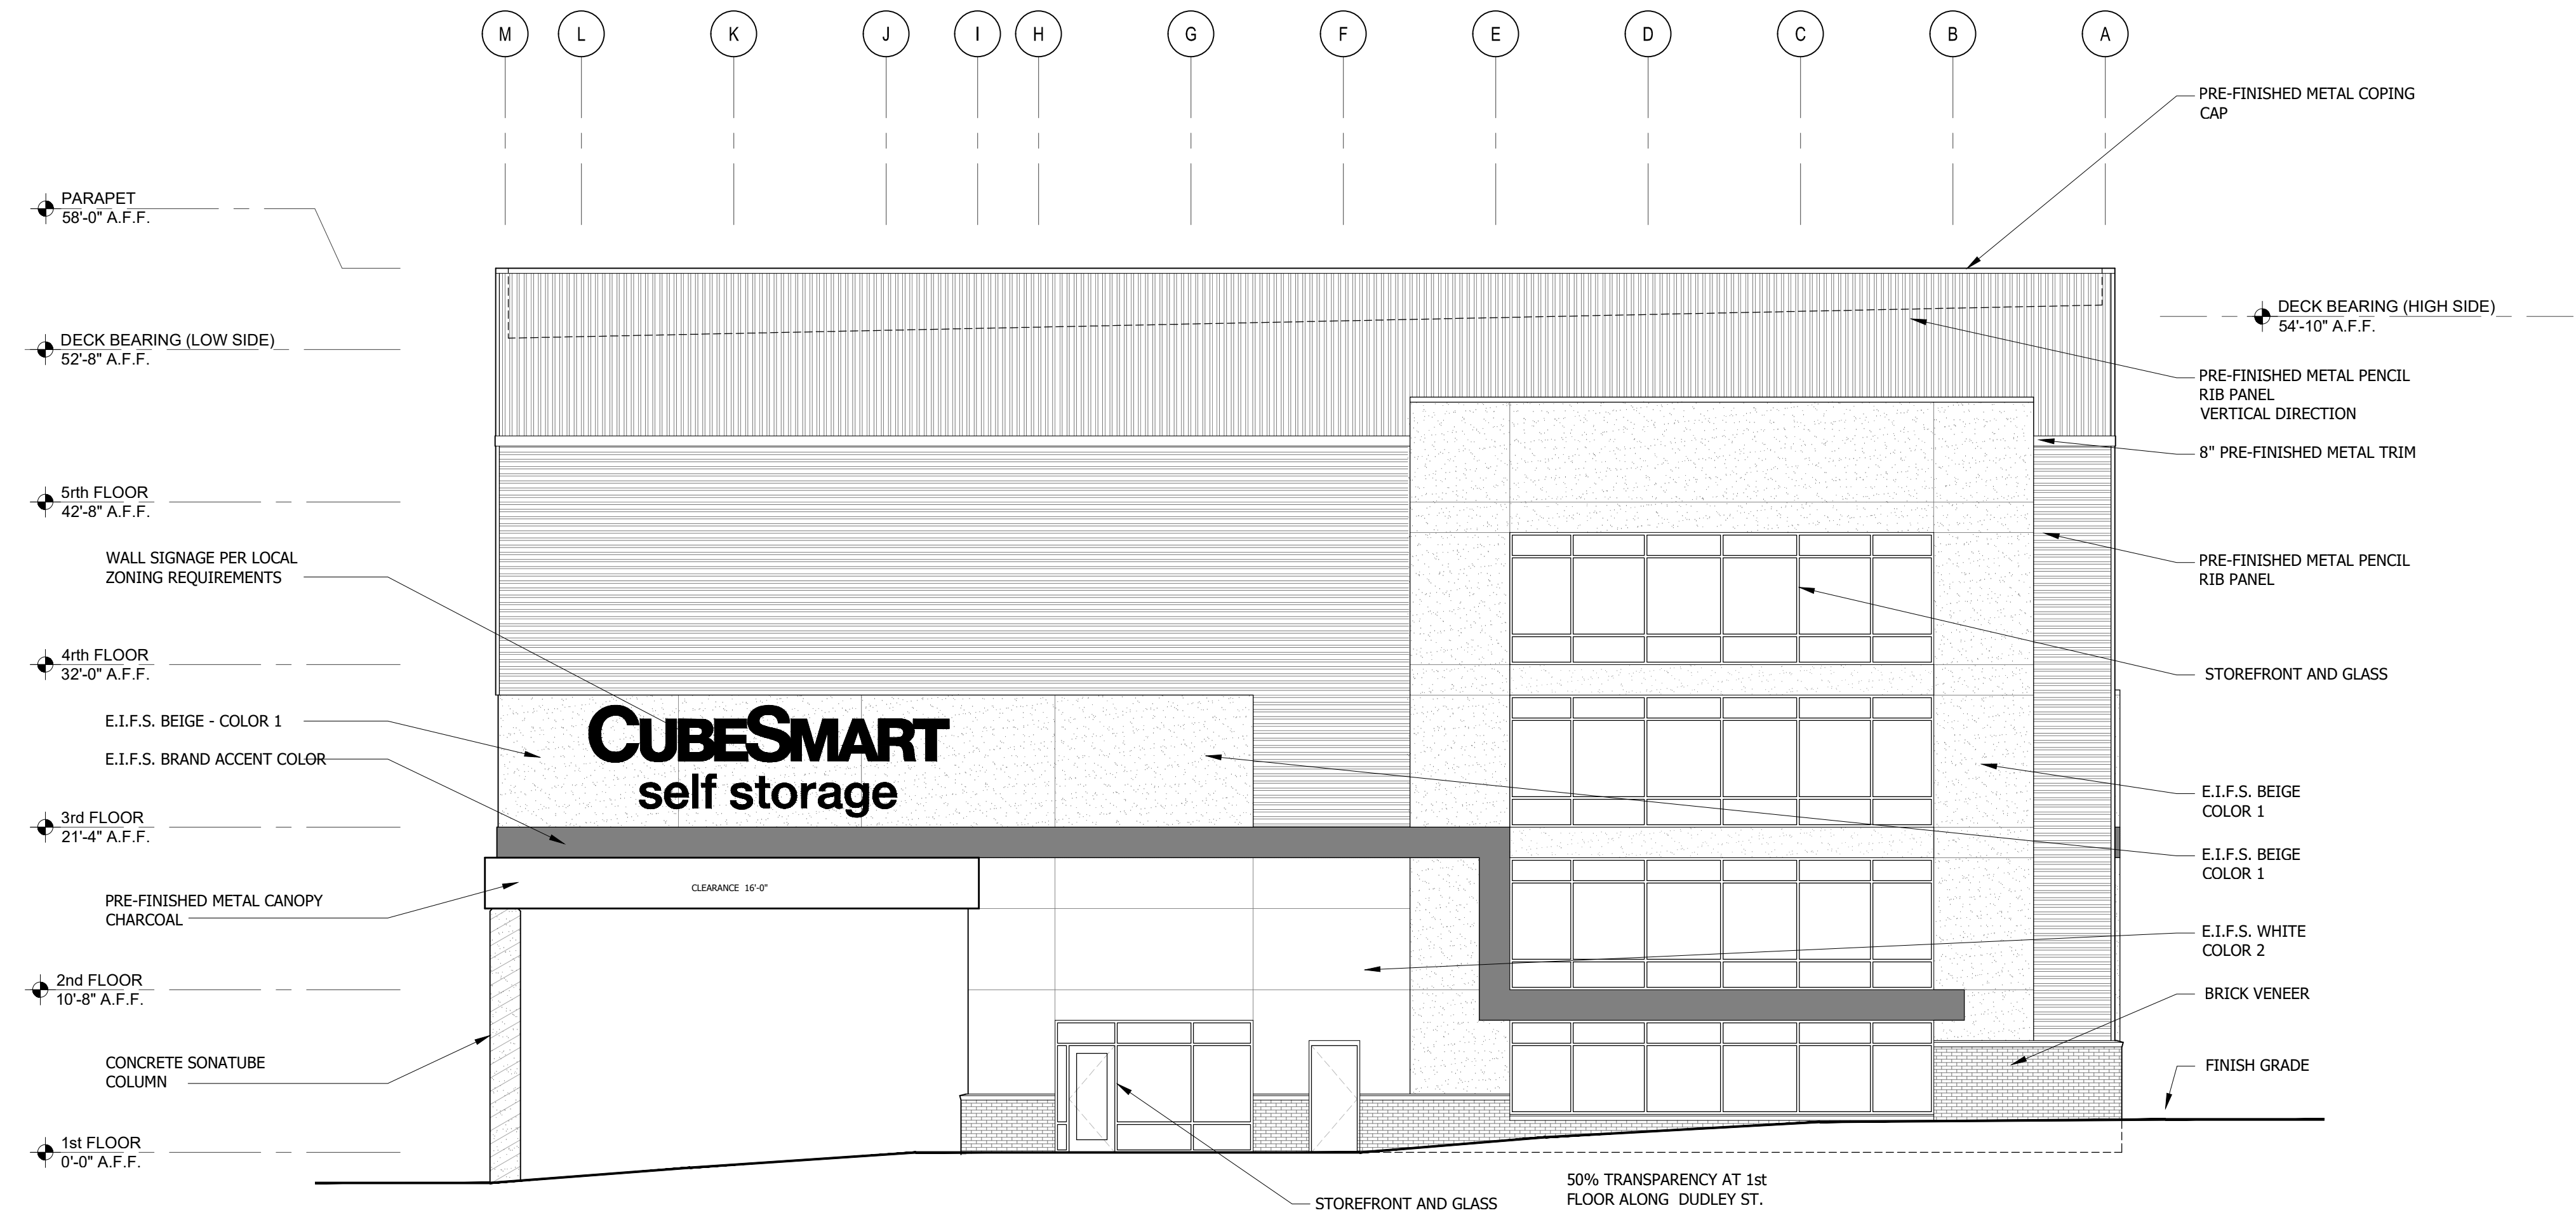 M L K J I H G F E D C B A
PRE-FINISHED METAL COPING
CAP
PARAPET
58'-0" A.F.F.
DECK BEARING (HIGH SIDE)
54'-10" A.F.F.
DECK BEARING (LOW SIDE)
52'-8" A.F.F.
PRE-FINISHED METAL PENCIL
RIB PANEL
VERTICAL DIRECTION
8" PRE-FINISHED METAL TRIM
5rth FLOOR
42'-8" A.F.F.
WALL SIGNAGE PER LOCAL
ZONING REQUIREMENTS
PRE-FINISHED METAL PENCIL
RIB PANEL
4rth FLOOR
32'-0" A.F.F.
STOREFRONT AND GLASS
E.I.F.S. BEIGE - COLOR 1
CUBESMART
self storage
E.I.F.S. BRAND ACCENT COLOR
E.I.F.S. BEIGE
COLOR 1
3rd FLOOR
21'-4" A.F.F.
E.I.F.S. BEIGE
COLOR 1
CLEARANCE 16'-0"
PRE-FINISHED METAL CANOPY
CHARCOAL
E.I.F.S. WHITE
COLOR 2
2nd FLOOR
10'-8" A.F.F.
BRICK VENEER
CONCRETE SONATUBE
COLUMN
FINISH GRADE
1st FLOOR
0'-0" A.F.F.
STOREFRONT AND GLASS
50% TRANSPARENCY AT 1st
FLOOR ALONG DUDLEY ST.